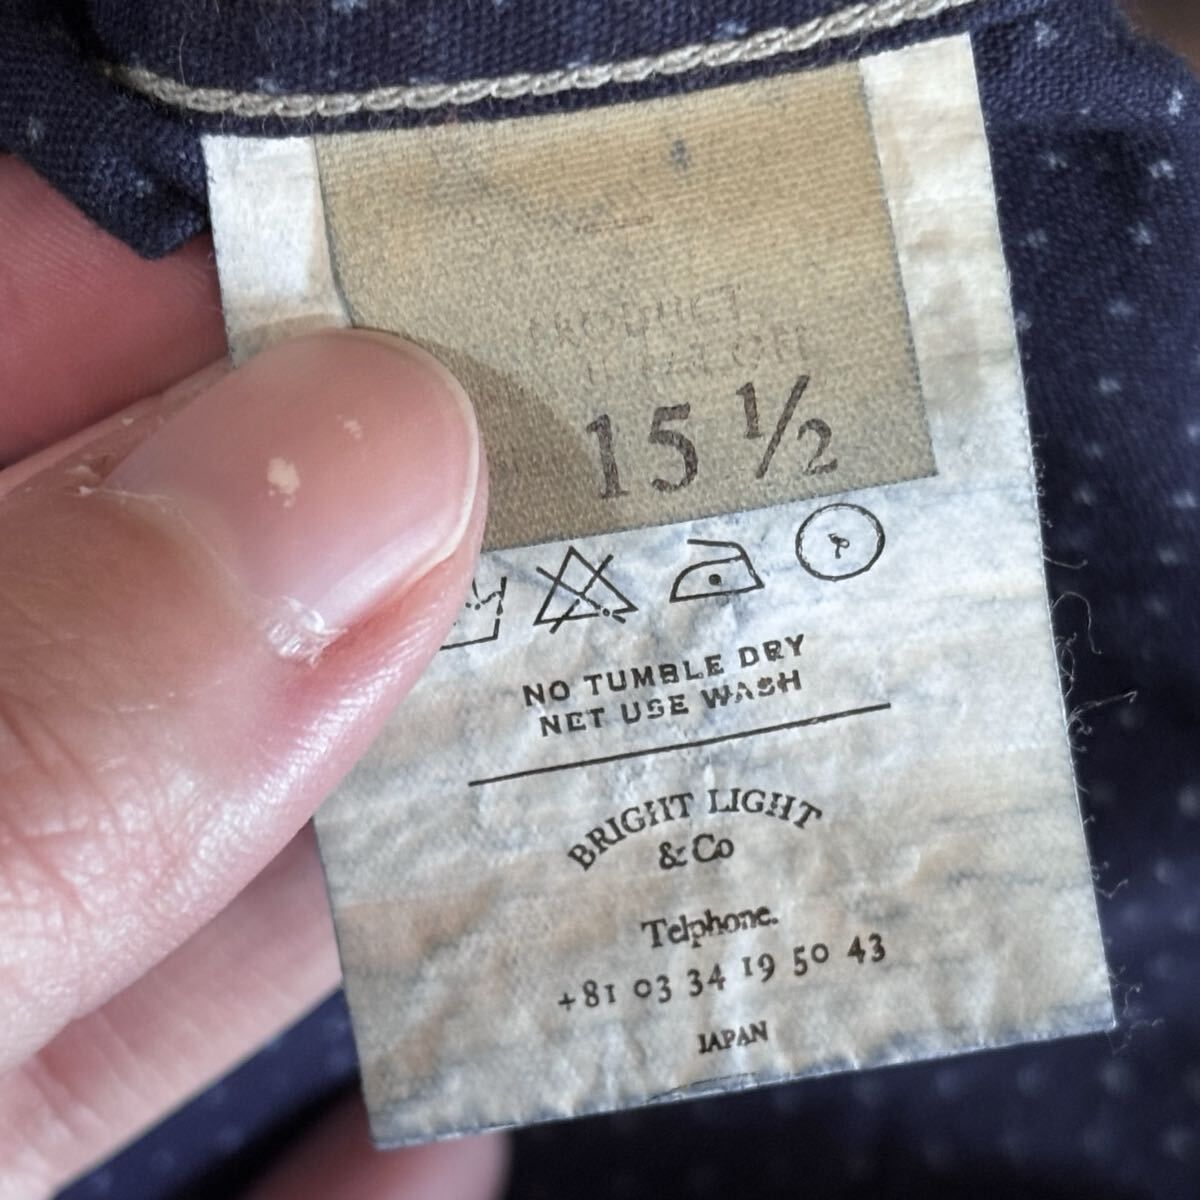 15 ½
NO TUMBLE DRY
NET USE WASH
BRIGHT LIGHT
& Co
Telphone.
+81 03 34 19 50 43
JAPAN